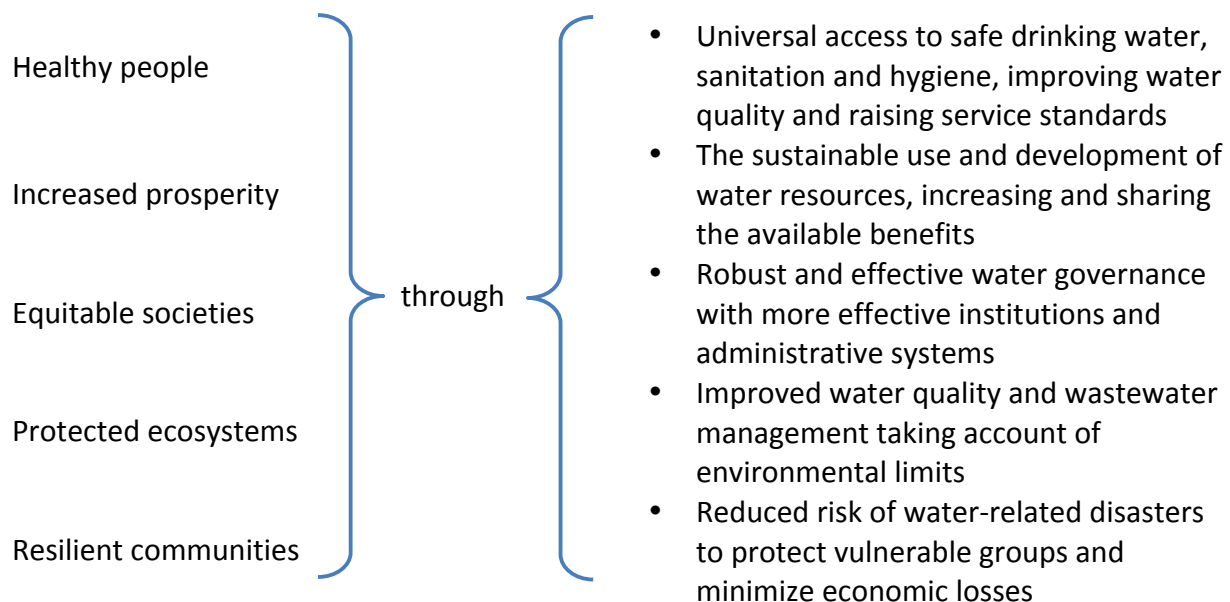 Healthy people
Increased prosperity
Equitable societies
Protected ecosystems
Resilient communities
through
• Universal access to safe drinking water,
sanitation and hygiene, improving water
quality and raising service standards
• The sustainable use and development of
water resources, increasing and sharing
the available benefits
• Robust and effective water governance
with more effective institutions and
administrative systems
• Improved water quality and wastewater
management taking account of
environmental limits
• Reduced risk of water-related disasters
to protect vulnerable groups and
minimize economic losses